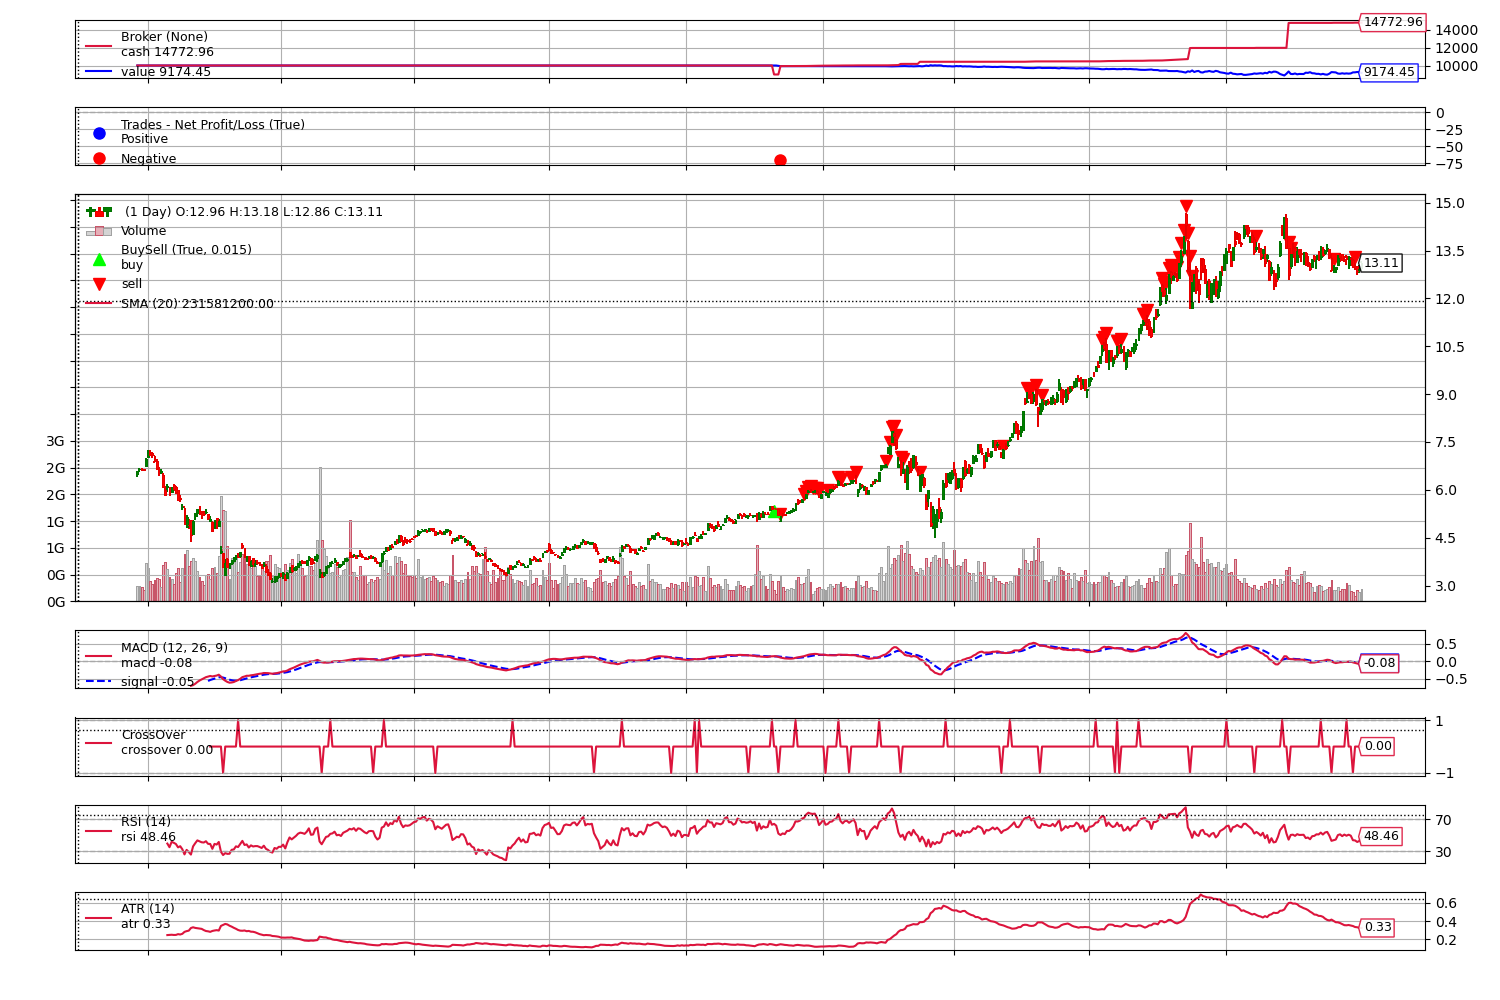 Broker (None)
cash 14772.96
value 9174.45
14772.96
14000
12000
10000
9174.45
Trades - Net Profit/Loss (True)
Positive
Negative
0
−25
−50
−75
(1 Day) O:12.96 H:13.18 L:12.86 C:13.11
Volume
BuySell (True, 0.015)
buy
sell
SMA (20) 231581200.00
15.0
13.5
13.11
12.0
10.5
9.0
7.5
6.0
4.5
3.0
3G
2G
2G
1G
1G
0G
0G
MACD (12, 26, 9)
macd -0.08
signal -0.05
0.5
0.0
−0.5
-0.08
CrossOver
crossover 0.00
1
0.00
−1
RSI (14)
rsi 48.46
70
48.46
30
ATR (14)
atr 0.33
0.6
0.4
0.33
0.2